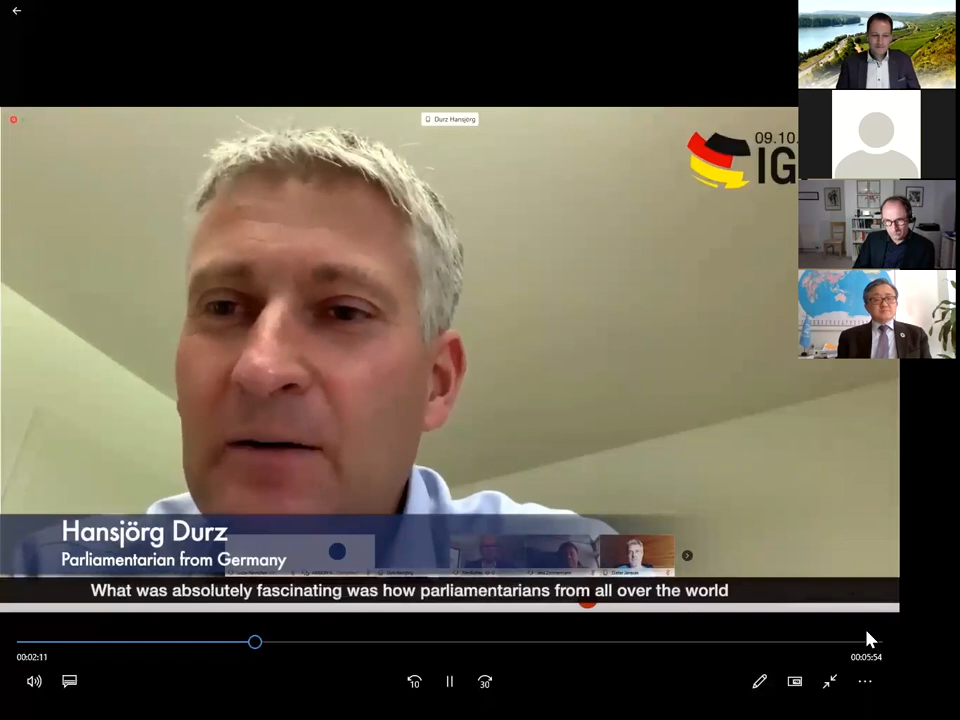 Durz Hansjörg
09.10.
IG
Hansjörg Durz
Parliamentarian from Germany
What was absolutely fascinating was how parliamentarians from all over the world
00:02:11
00:05:54
10
30